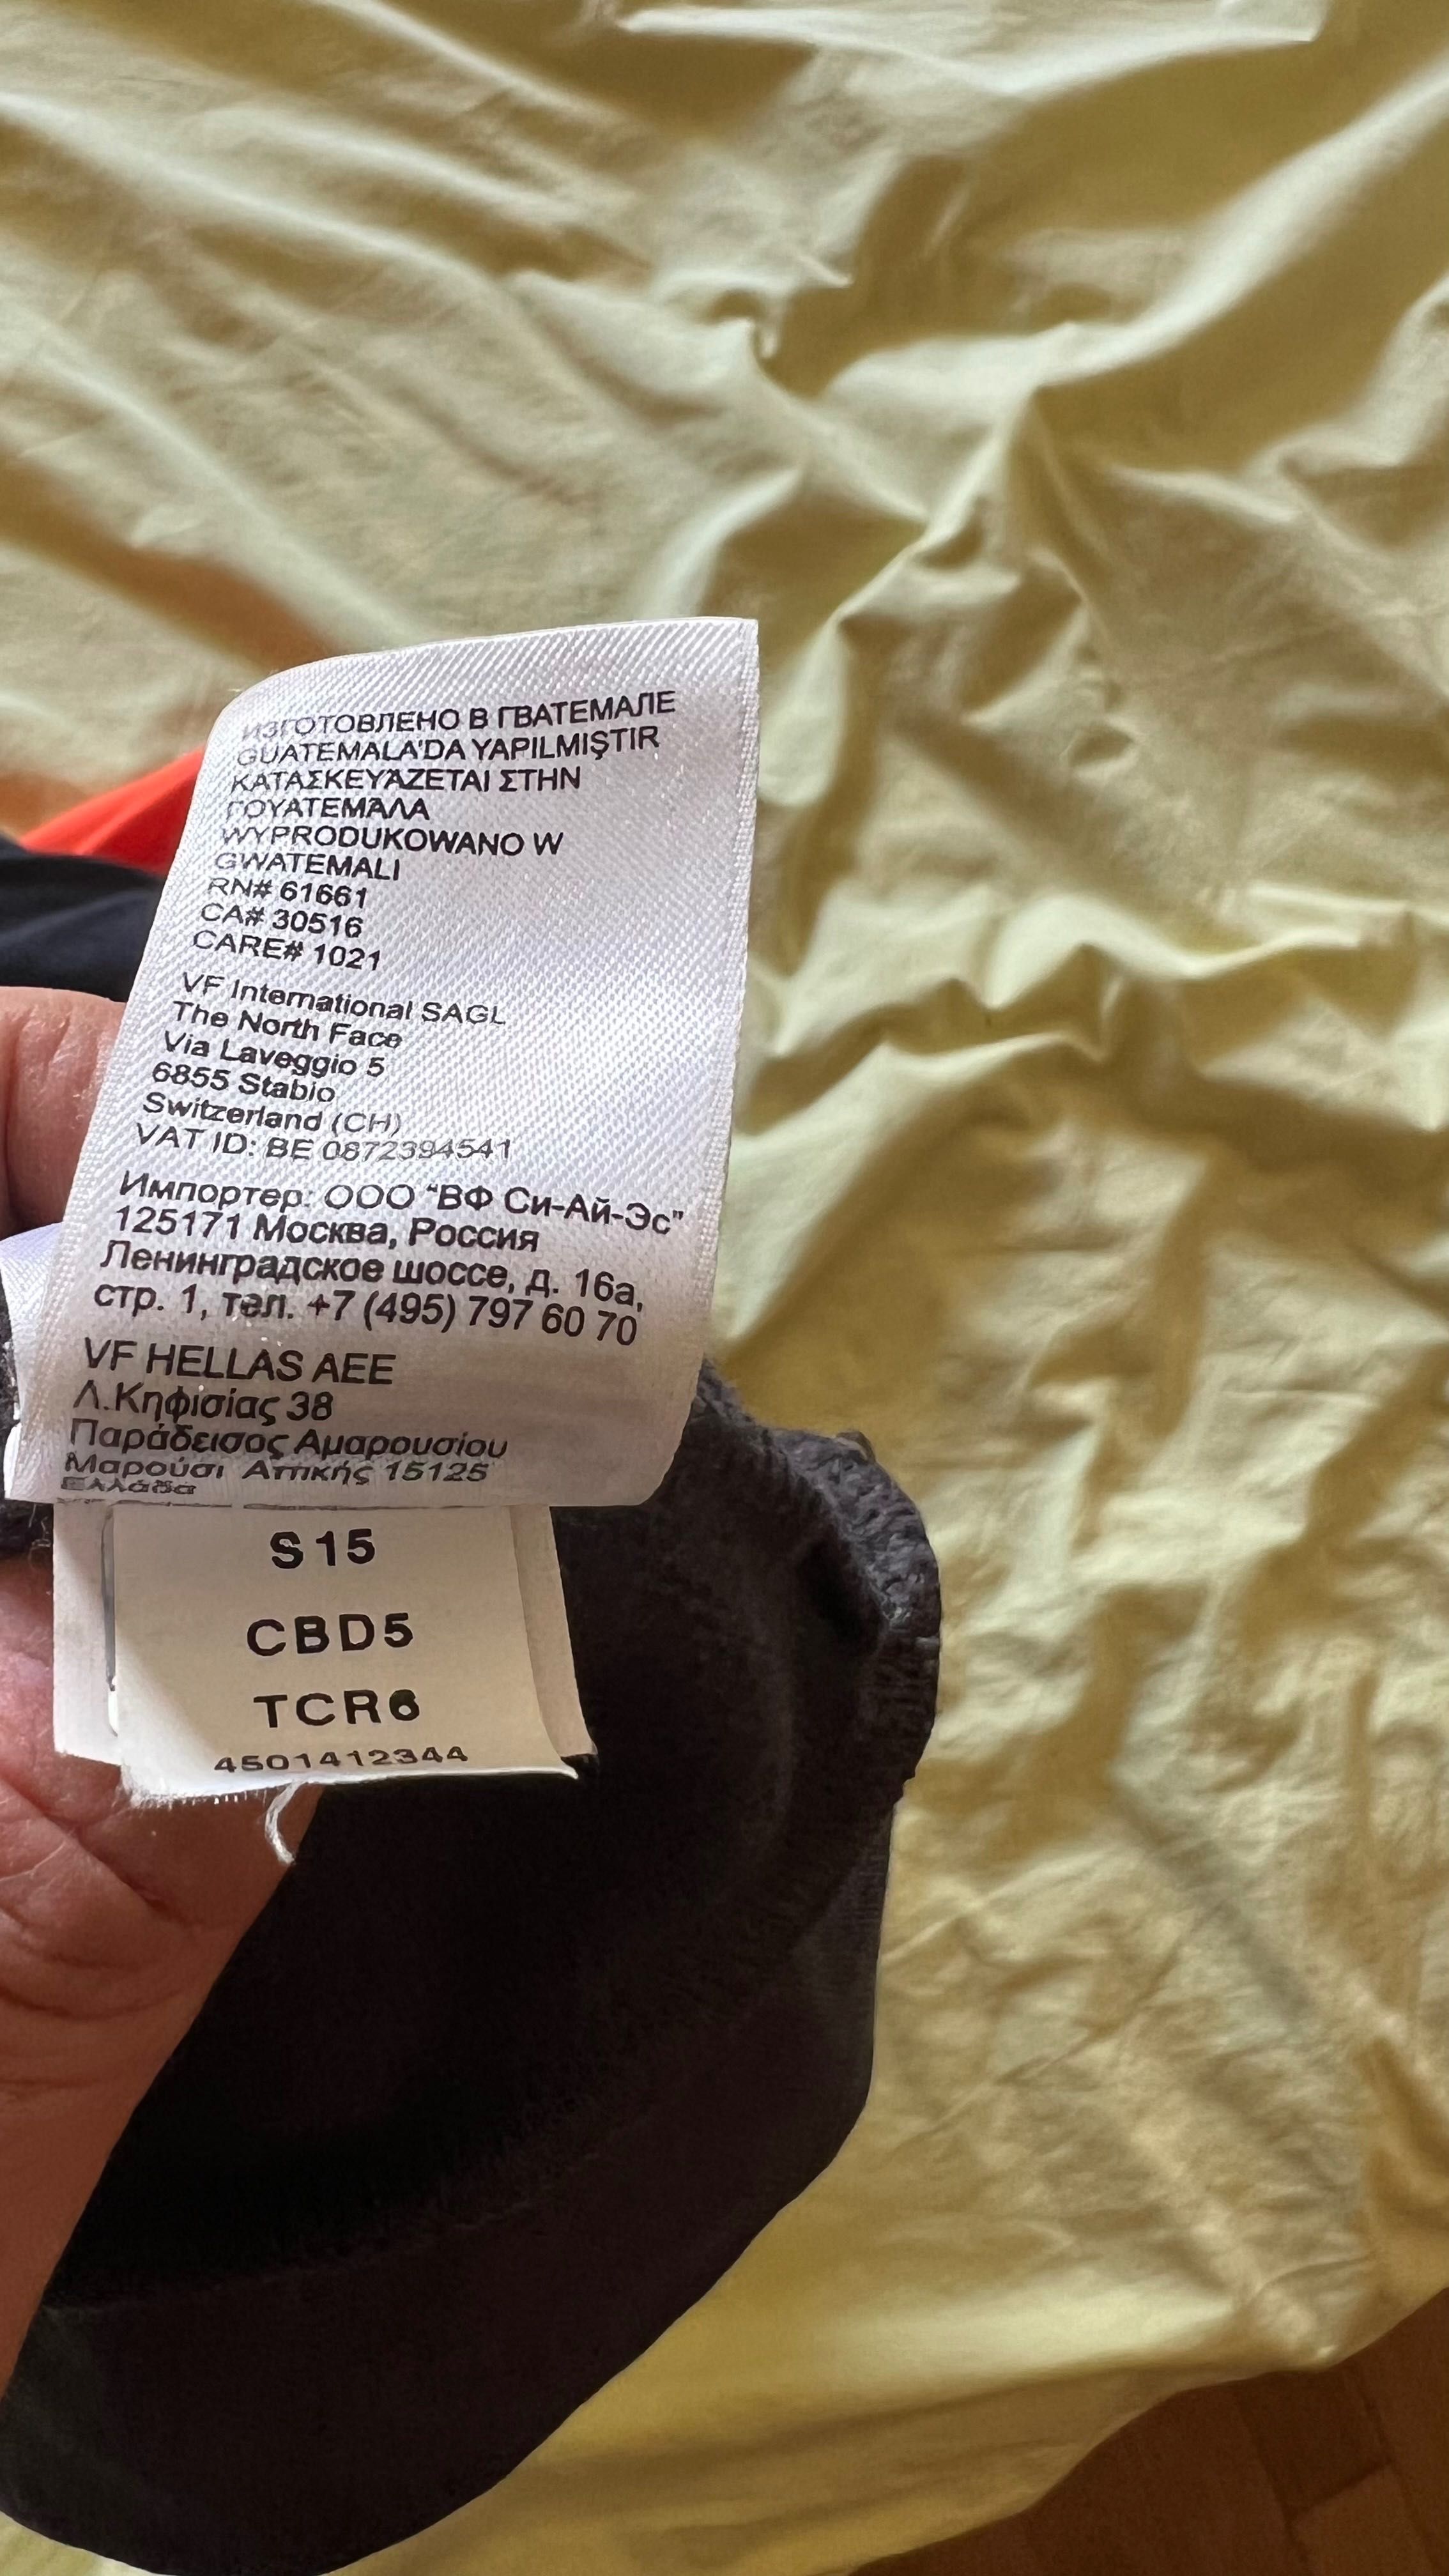 ИЗГОТОВЛЕНО В ГВАТЕМАЛЕ
GUATEMALA'DA YAPILMIŞTIR
ΚΑΤΑΣΚΕΥΆΖΕΤΑΙ ΣΤΗΝ
ΓΟΥΑΤΕΜΆΛΑ
WYPRODUKOWANO W
GWATEMALI
RN# 61661
CA# 30516
CARE# 1021
VF International SAGL
The North Face
Via Laveggio 5
6855 Stabio
Switzerland (CH)
VAT ID: BE 0872394541
Импортер: ООО "ВФ Си-Ай-Эс"
125171 Москва, Россия
Ленинградское шоссе, д. 16а,
стр. 1, тел. +7 (495) 797 60 70
VF HELLAS AEE
Λ.Κηφισίας 38
Παράδεισος Αμαρουσίου
Μαρούσι Αττικής 15125
Ελλάδα
S15
CBD5
TCR6
4501412344